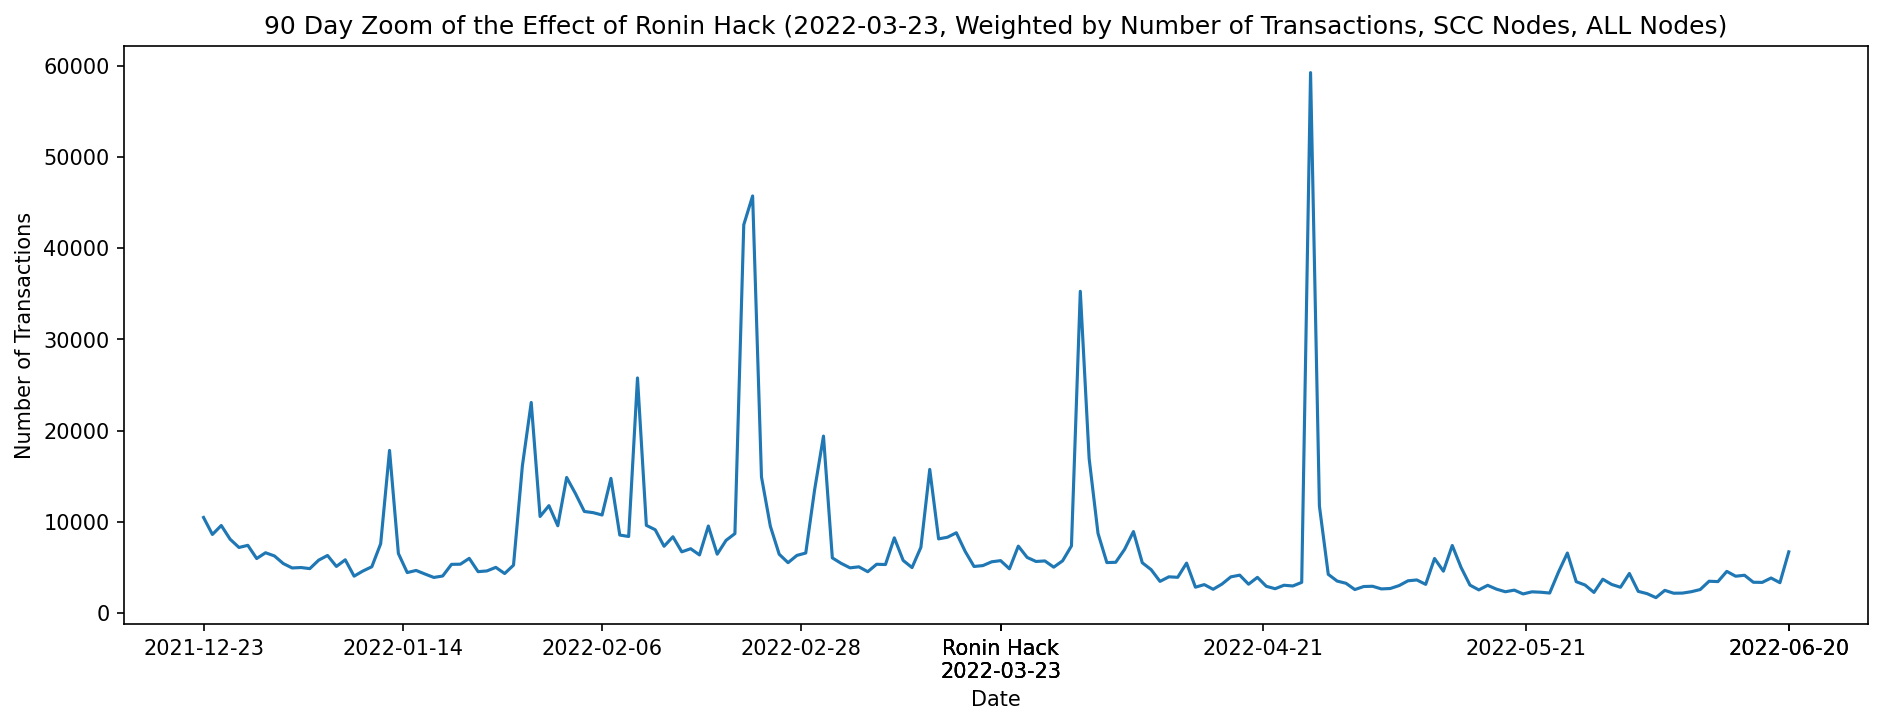 90 Day Zoom of the Effect of Ronin Hack (2022-03-23, Weighted by Number of Transactions, SCC Nodes, ALL Nodes)
60000
50000
40000
30000
20000
10000
0
Number of Transactions
2021-12-23 2022-01-14 2022-02-06 2022-02-28 Ronin Hack 2022-04-21 2022-05-21 2022-06-20
2022-03-23
Date